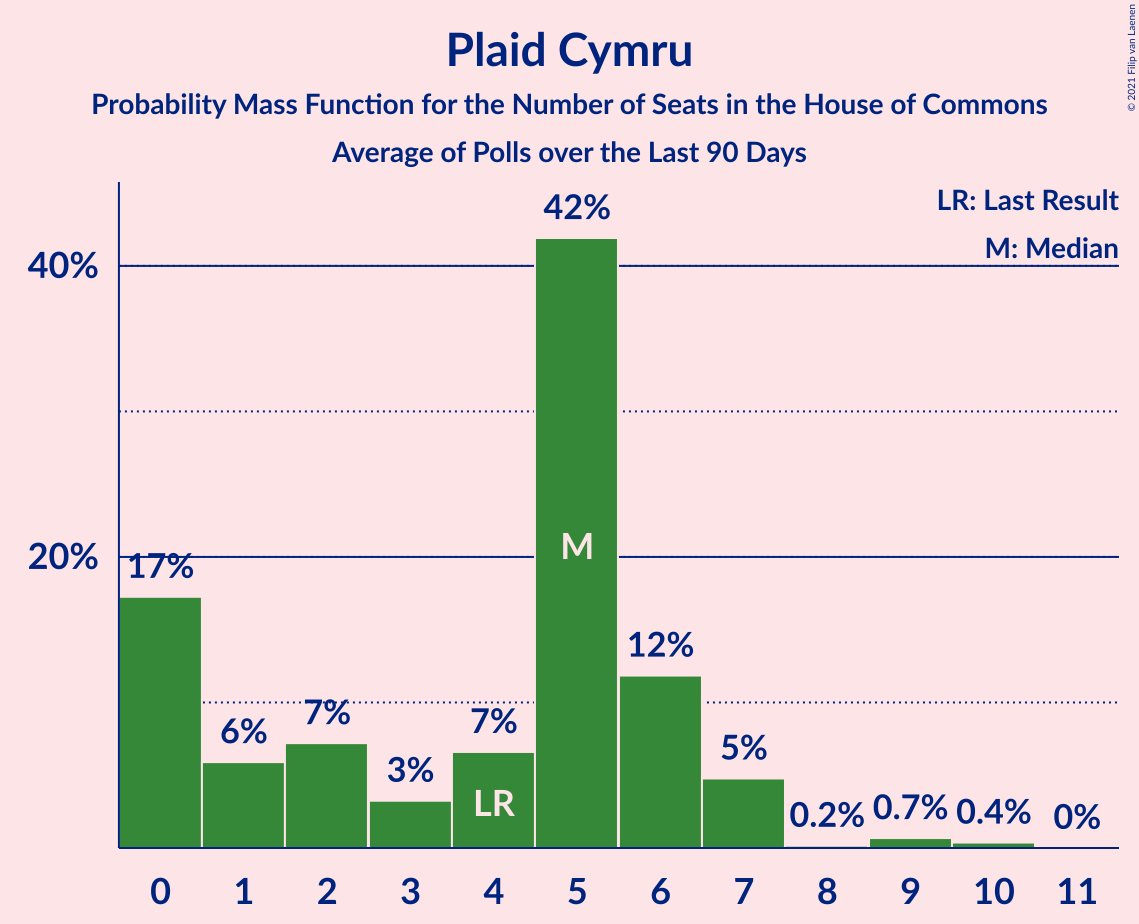 Plaid Cymru
Probability Mass Function for the Number of Seats in the House of Commons
Average of Polls over the Last 90 Days
© 2021 Filip van Laenen
LR: Last Result
M: Median
40%
20%
17%
6%
7%
3%
7%
42%
12%
5%
0.2%
0.7%
0.4%
0%
M
LR
0 1 2 3 4 5 6 7 8 9 10 11